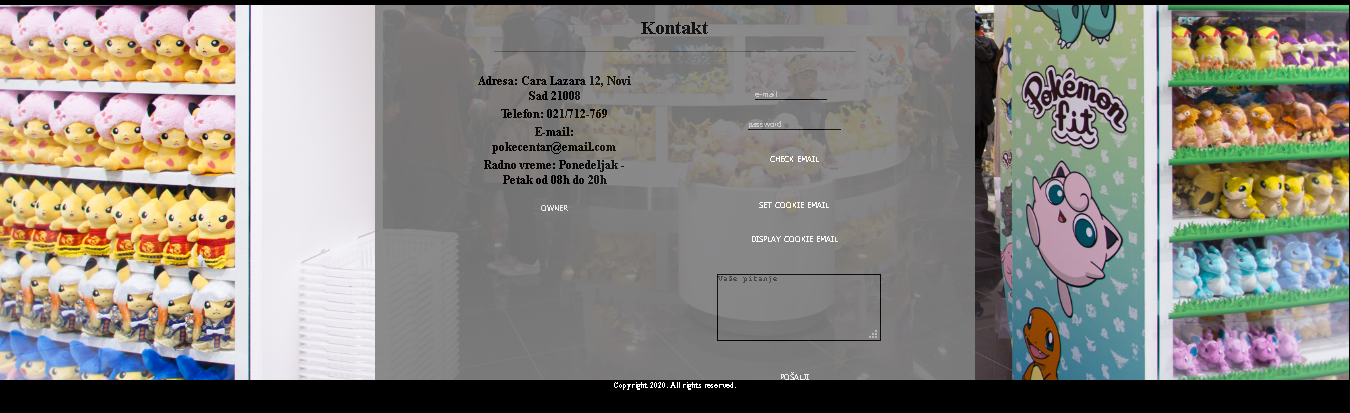 Kontakt
Adresa: Cara Lazara 12, Novi
Sad 21008
Telefon: 021/712-769
E-mail:
pokecentar@email.com
Radno vreme: Ponedeljak -
Petak od 08h do 20h
OWNER
e-mail
password
CHECK EMAIL
SET COOKIE EMAIL
DISPLAY COOKIE EMAIL
Vaše pitanje
POŠALJI
Pokémon
fit
Copyright 2020. All rights reserved.